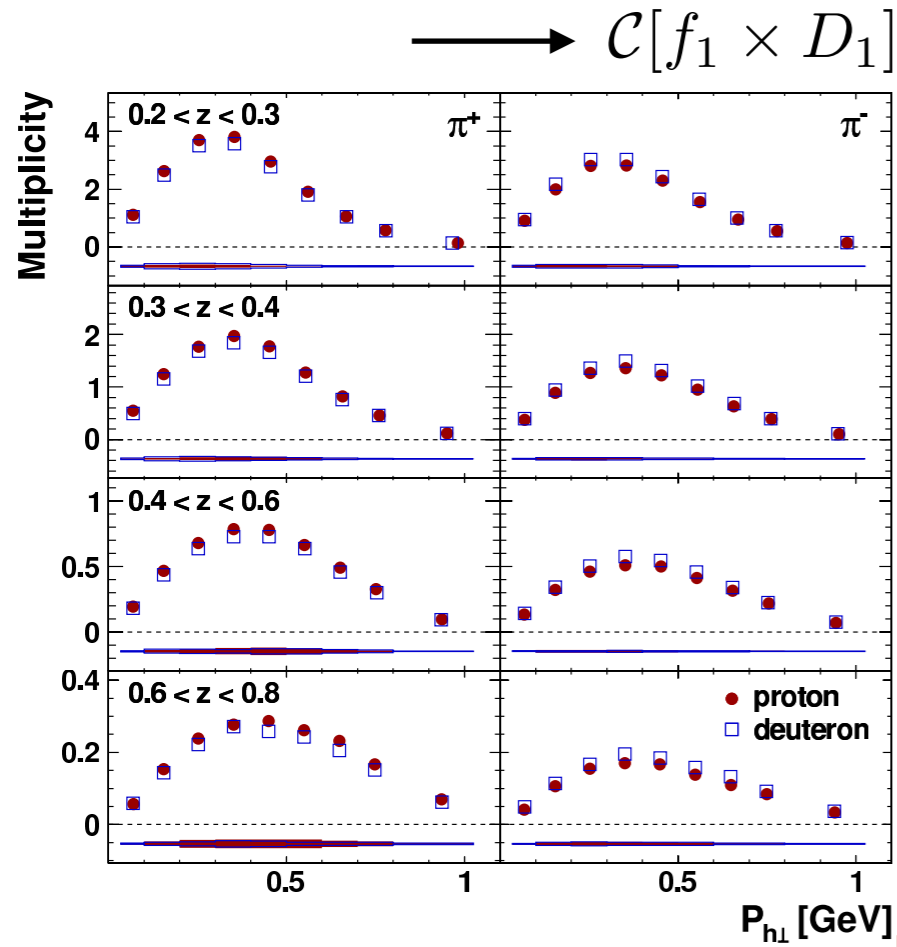 C[f₁ × D₁]
Multiplicity
0.2 < z < 0.3
π⁺
π⁻
4
2
0
0.3 < z < 0.4
2
1
0
0.4 < z < 0.6
1
0.5
0
0.6 < z < 0.8
0.4
proton
deuteron
0.2
0
0.5
1
0.5
1
P_{h⊥} [GeV]